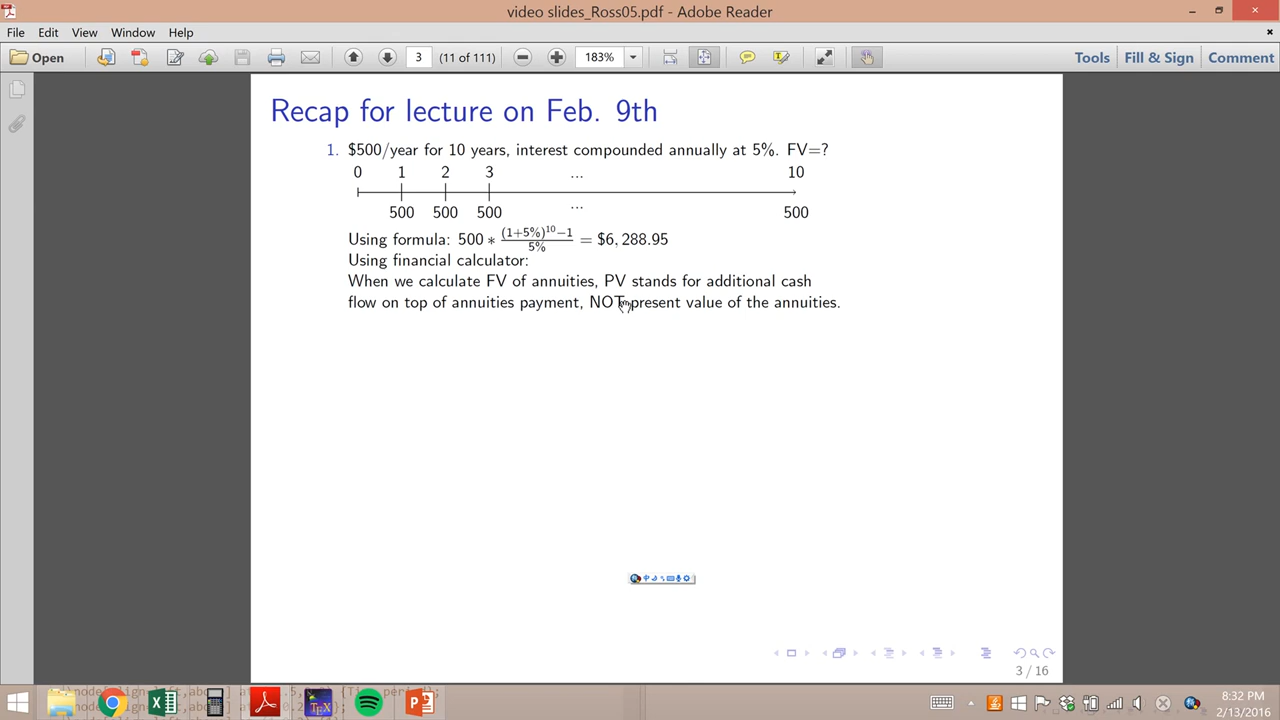 video slides_Ross05.pdf - Adobe Reader
File Edit View Window Help
Open 3 (11 of 111) 183% Tools Fill & Sign Comment
Recap for lecture on Feb. 9th
1. $500/year for 10 years, interest compounded annually at 5%. FV=?
0 1 2 3 ... 10
500 500 500 ... 500
Using formula: 500 ∗ (1+5%)^10−1 / 5% = $6,288.95
Using financial calculator:
When we calculate FV of annuities, PV stands for additional cash
flow on top of annuities payment, NOT present value of the annuities.
中
3 / 16
8:32 PM
2/13/2016